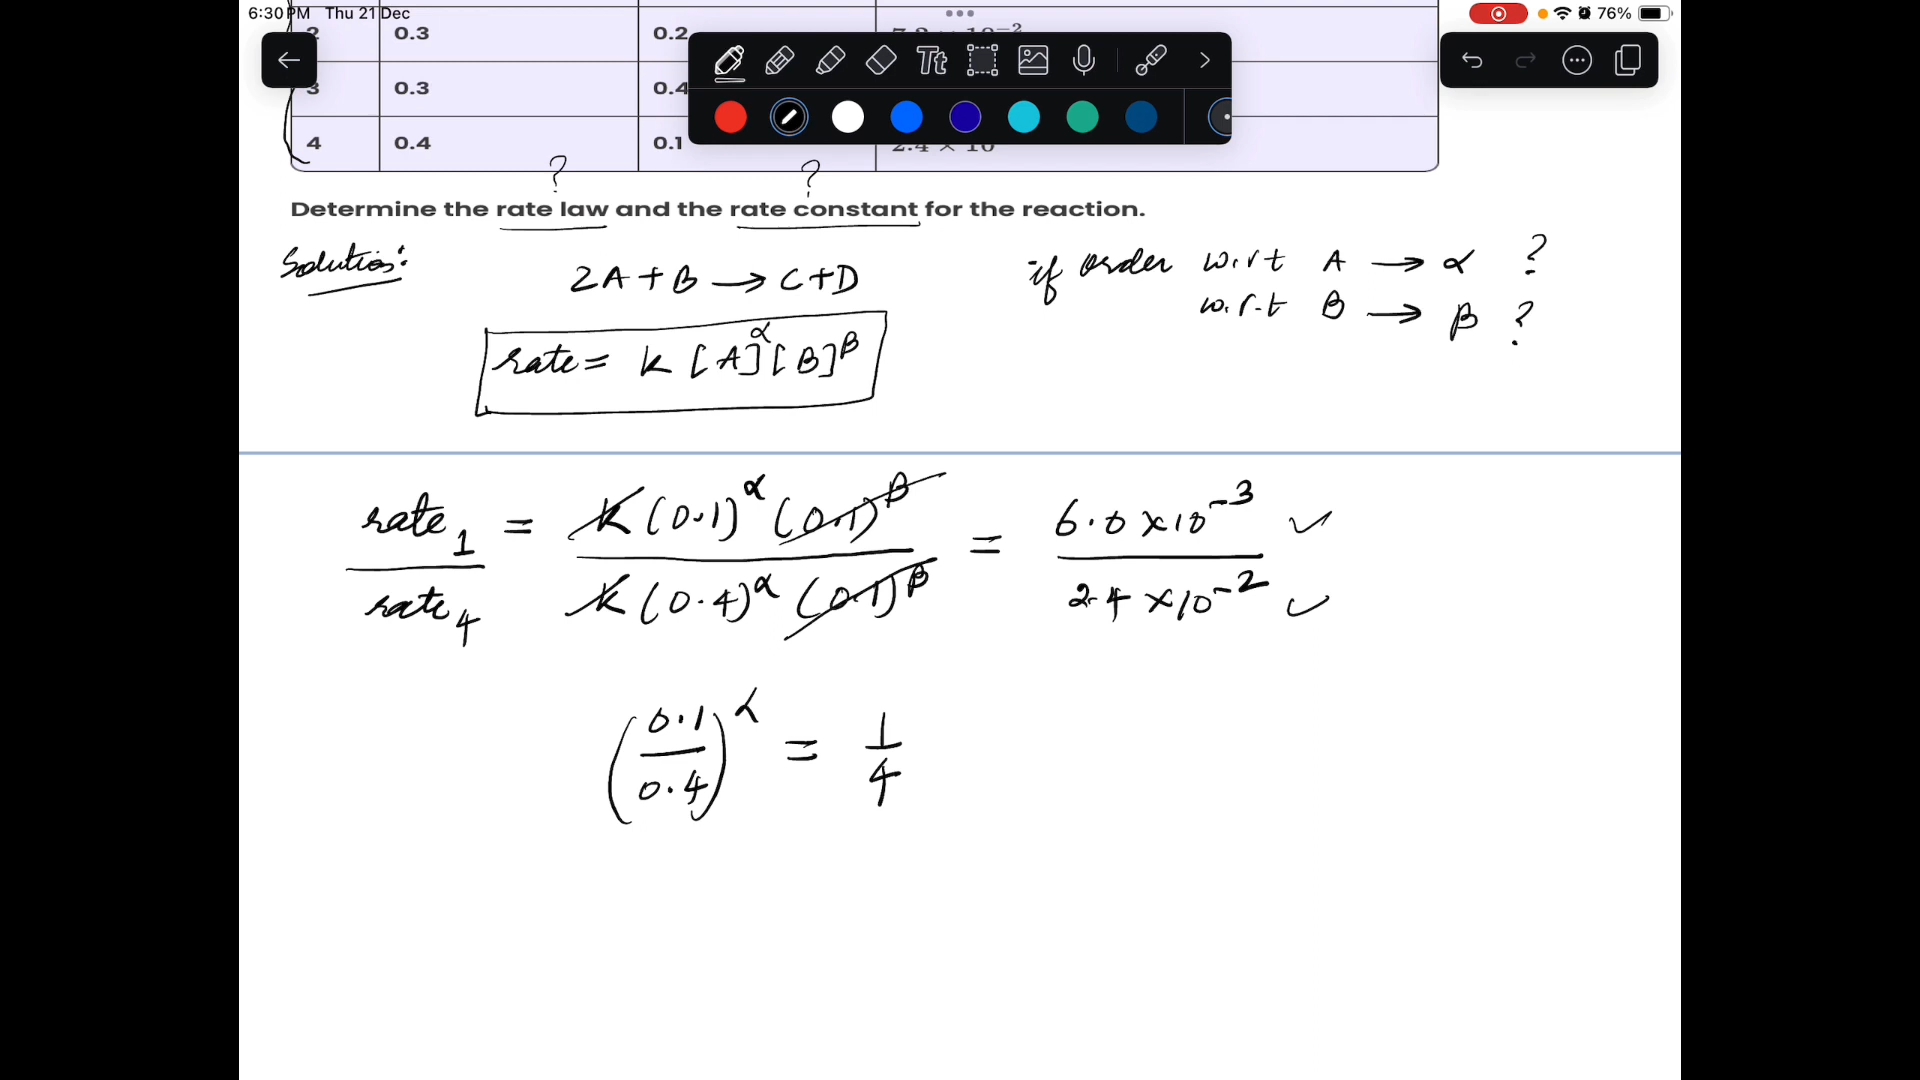 6:30 PM Thu 21 Dec 76%
2 0.3 0.2
3 0.3 0.4
4 0.4 0.1
Tt
? ?
Determine the rate law and the rate constant for the reaction.
Solution:
2A + B → C + D
if order w.r.t A → α ?
w.r.t B → β ?
rate = k [A]^α [B]^β
rate₁ / rate₄ = k (0.1)^α (0.1)^β / k (0.4)^α (0.1)^β = 6.0 × 10⁻³ / 2.4 × 10⁻² ✓ ✓
(0.1 / 0.4)^α = 1 / 4